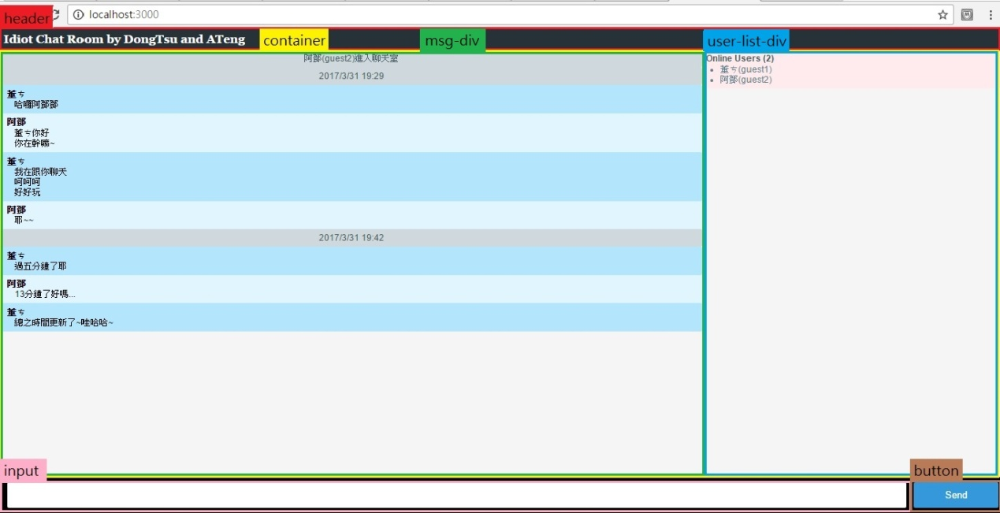 header
localhost:3000
Idiot Chat Room by DongTsu and ATeng
container
msg-div
user-list-div
阿鄧(guest2)進入聊天室
2017/3/31 19:29
董ㄘ
哈囉阿鄧鄧
阿鄧
董ㄘ你好
你在幹嘛~
董ㄘ
我在跟你聊天
呵呵呵
好好玩
阿鄧
耶~~
2017/3/31 19:42
董ㄘ
過五分鐘了耶
阿鄧
13分鐘了好嗎...
董ㄘ
總之時間更新了~哇哈哈~
Online Users (2)
董ㄘ(guest1)
阿鄧(guest2)
input
button
Send